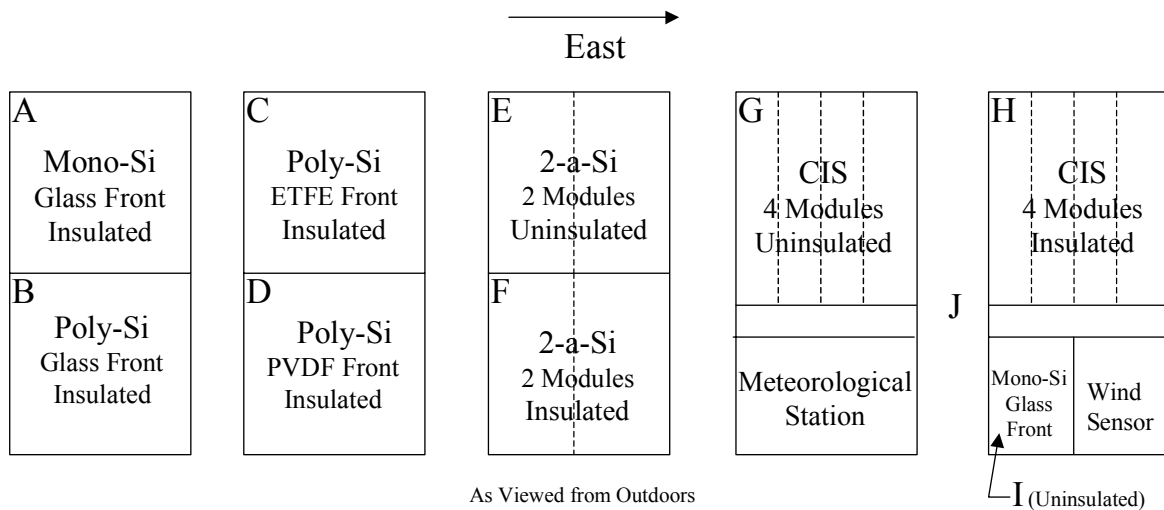 East
A
Mono-Si
Glass Front
Insulated
B
Poly-Si
Glass Front
Insulated
C
Poly-Si
ETFE Front
Insulated
D
Poly-Si
PVDF Front
Insulated
E
2-a-Si
2 Modules
Uninsulated
F
2-a-Si
2 Modules
Insulated
G
CIS
4 Modules
Uninsulated
Meteorological
Station
J
H
CIS
4 Modules
Insulated
Mono-Si
Glass
Front
Wind
Sensor
I (Uninsulated)
As Viewed from Outdoors